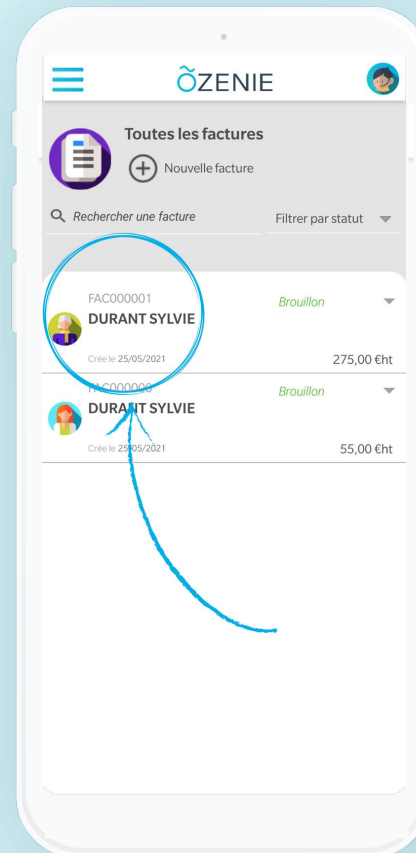 ÕZENIE
Toutes les factures
Nouvelle facture
Rechercher une facture
Filtrer par statut
FAC000001
Brouillon
DURANT SYLVIE
Crée le 25/05/2021
275,00 €ht
FAC000000
Brouillon
DURANT SYLVIE
Crée le 25/05/2021
55,00 €ht